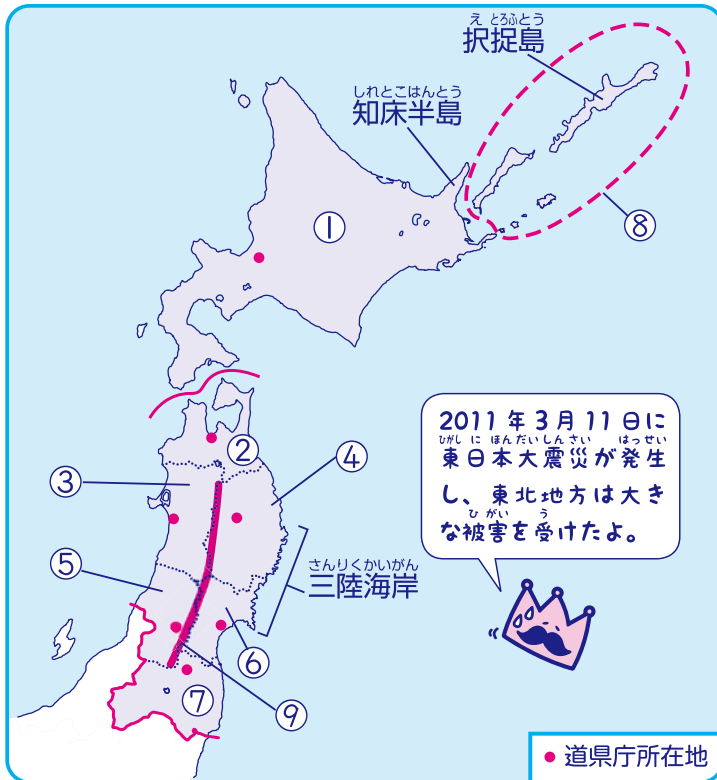 えとろふとう
択捉島
しれとこはんとう
知床半島
⑧
①
②
③
④
2011年3月11日に
ひがしにほんだいしんさい はっせい
東日本大震災が発生
し、東北地方は大き
ひがい う
な被害を受けたよ。
⑤
さんりくかいがん
三陸海岸
⑥
⑦
⑨
道県庁所在地